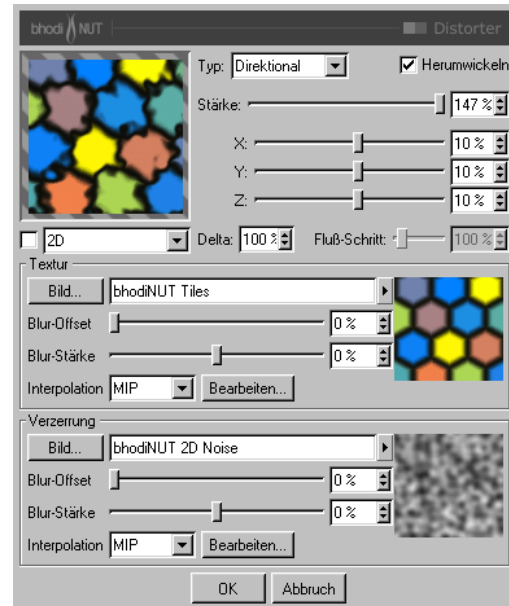 bhodi NUT Distorter
Typ: Direktional Herumwickeln
Stärke: 147 %
X: 10 %
Y: 10 %
Z: 10 %
2D Delta: 100 % Fluß-Schritt: 100 %
Textur
Bild... bhodiNUT Tiles
Blur-Offset 0 %
Blur-Stärke 0 %
Interpolation MIP Bearbeiten...
Verzerrung
Bild... bhodiNUT 2D Noise
Blur-Offset 0 %
Blur-Stärke 0 %
Interpolation MIP Bearbeiten...
OK Abbruch